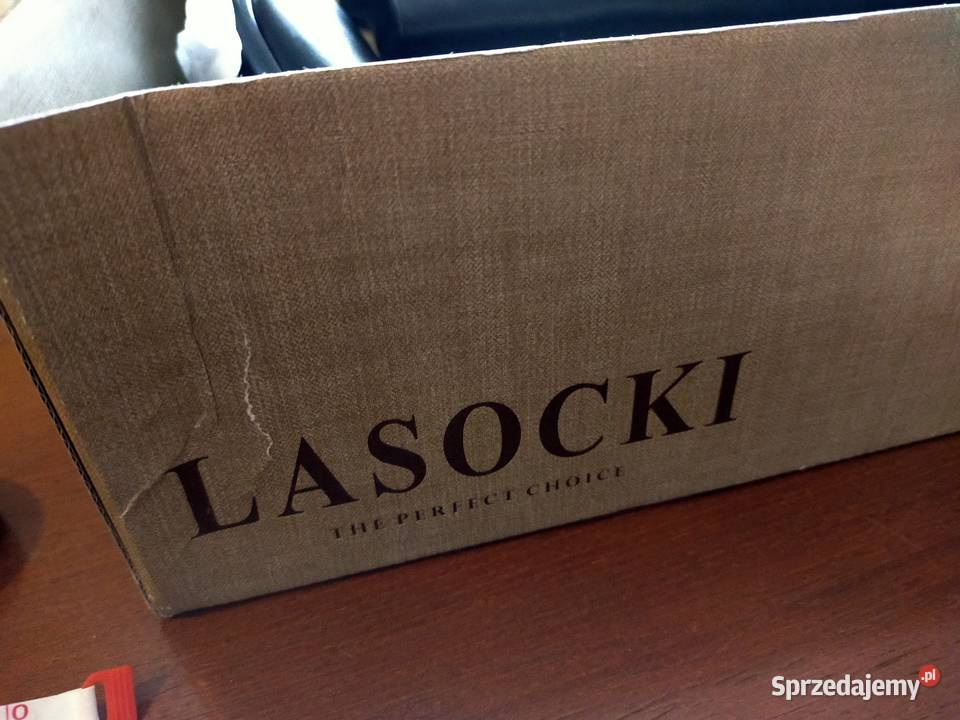 LASOCKI
THE PERFECT CHOICE
Sprzedajemy.pl